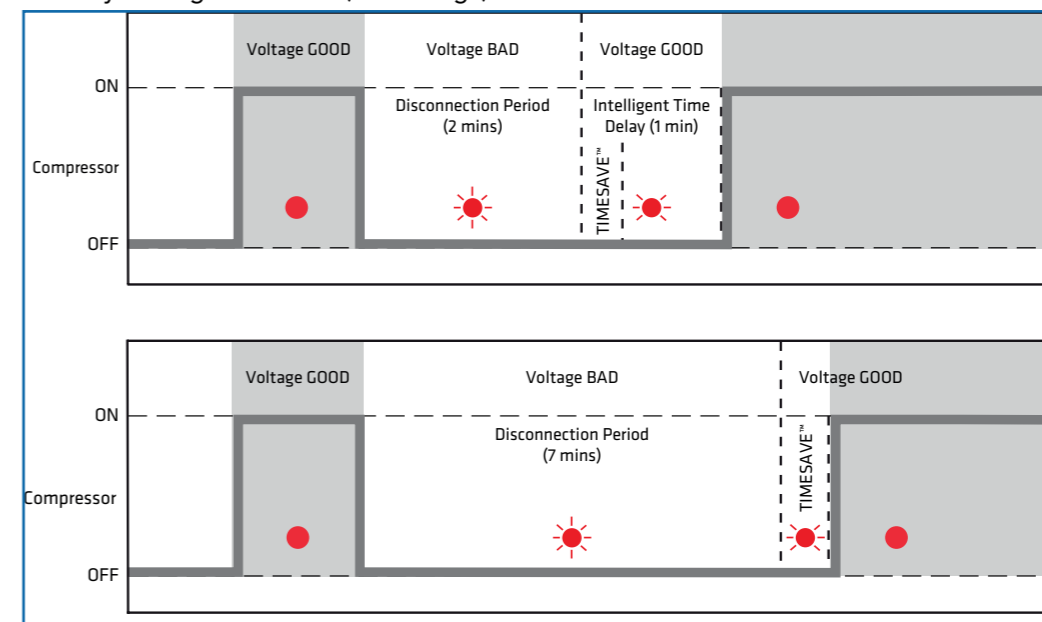 Voltage GOOD Voltage BAD Voltage GOOD
ON
Disconnection Period
(2 mins)
Intelligent Time
Delay (1 min)
Compressor
TIMESAVE™
OFF
Voltage GOOD Voltage BAD Voltage GOOD
ON
Disconnection Period
(7 mins)
TIMESAVE™
Compressor
OFF